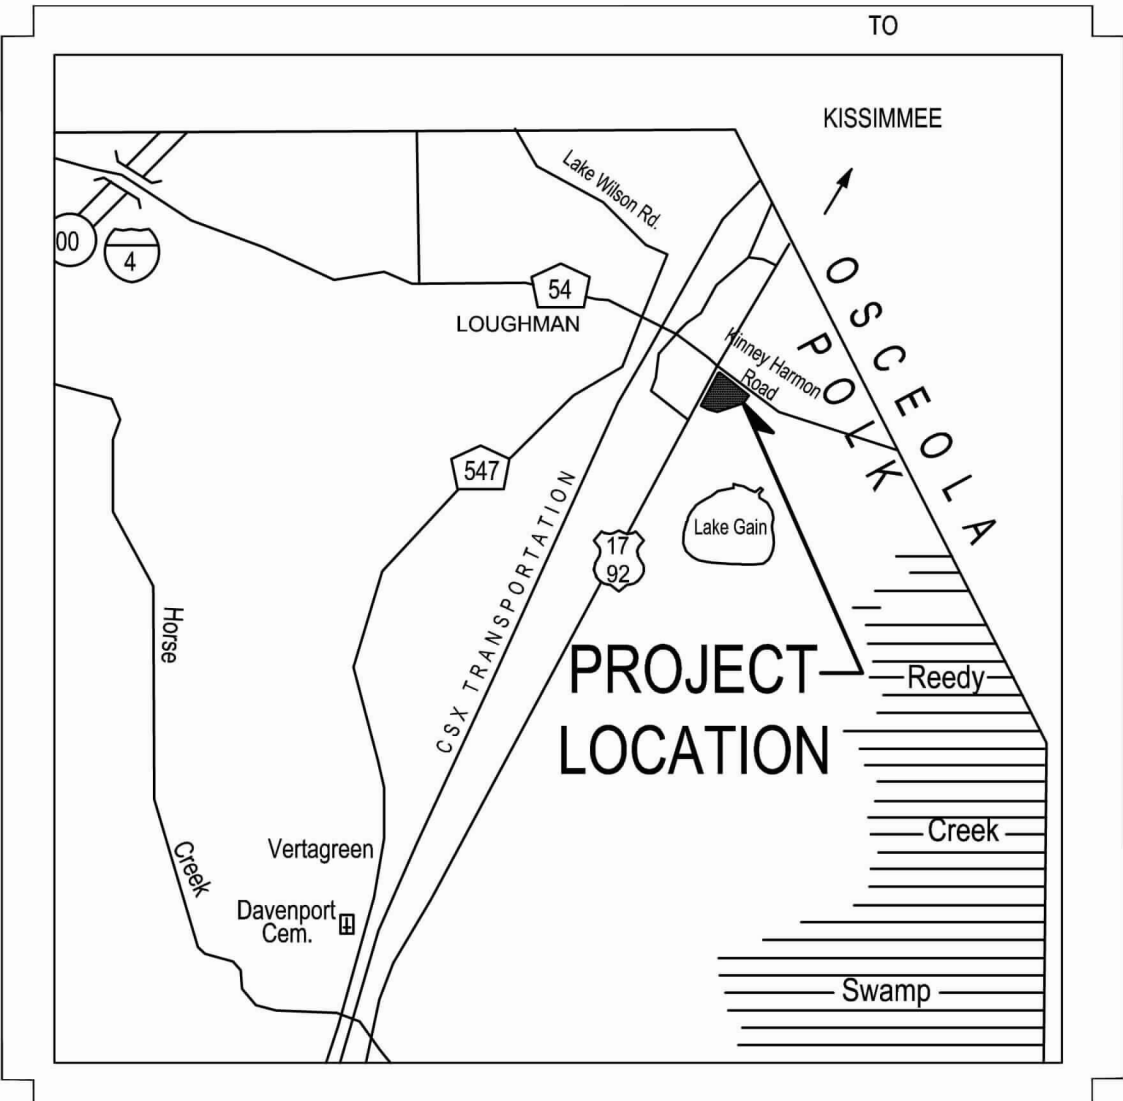 TO
KISSIMMEE
Lake Wilson Rd.
00
4
54
LOUGHMAN
OSCEOLA
POLK
Kinney Harmon
Road
547
CSX TRANSPORTATION
17
92
Lake Gain
Horse
Creek
PROJECT
LOCATION
Reedy
Creek
Swamp
Vertagreen
Davenport
Cem.